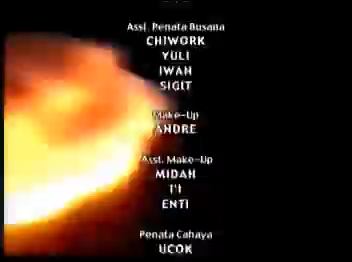 Asst. Penata Busana
CHIWORK
YULI
IWAN
SIGIT
Make-Up
ANDRE
Asst. Make-Up
MIDAH
I'I
ENTI
Penata Cahaya
UCOK